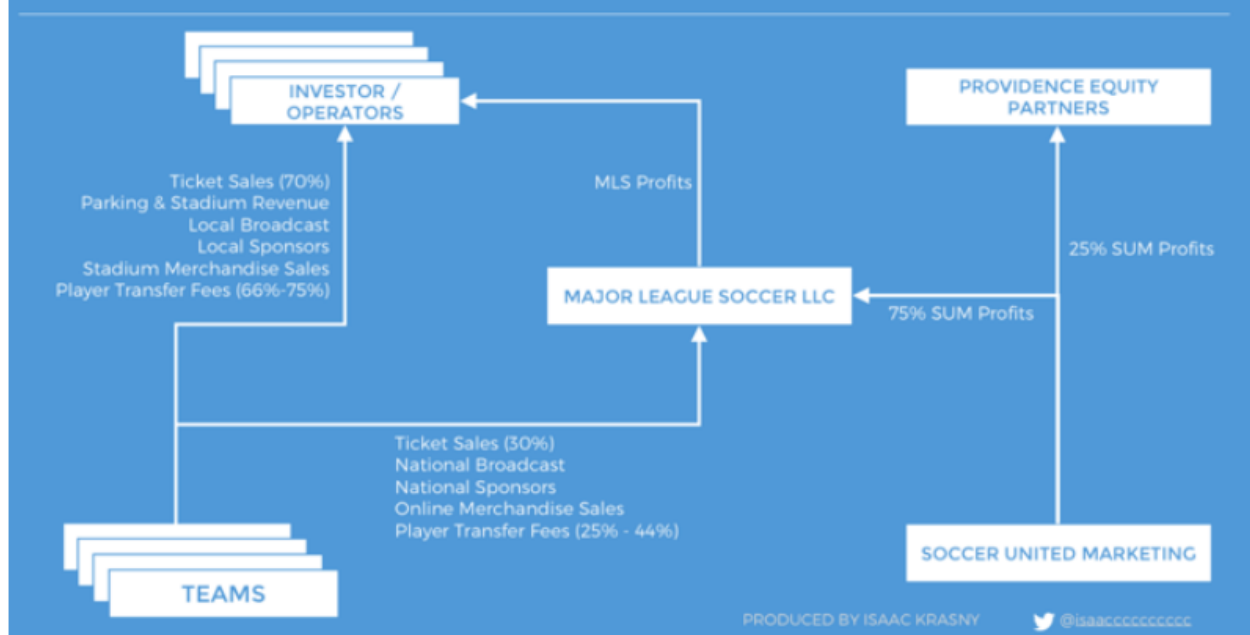 INVESTOR /
OPERATORS
PROVIDENCE EQUITY
PARTNERS
Ticket Sales (70%)
Parking & Stadium Revenue
Local Broadcast
Local Sponsors
Stadium Merchandise Sales
Player Transfer Fees (66%-75%)
MLS Profits
25% SUM Profits
MAJOR LEAGUE SOCCER LLC
75% SUM Profits
Ticket Sales (30%)
National Broadcast
National Sponsors
Online Merchandise Sales
Player Transfer Fees (25% - 44%)
TEAMS
SOCCER UNITED MARKETING
PRODUCED BY ISAAC KRASNY
@isaacccccccccc